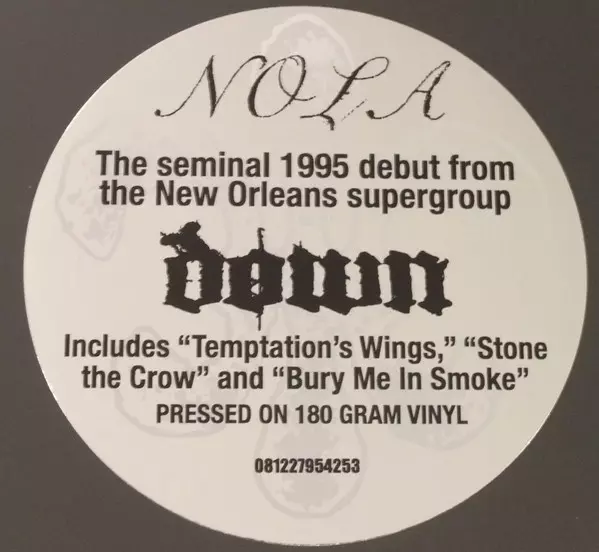 NOLA
The seminal 1995 debut from
the New Orleans supergroup
down
Includes “Temptation’s Wings,” “Stone
the Crow” and “Bury Me In Smoke”
PRESSED ON 180 GRAM VINYL
081227954253